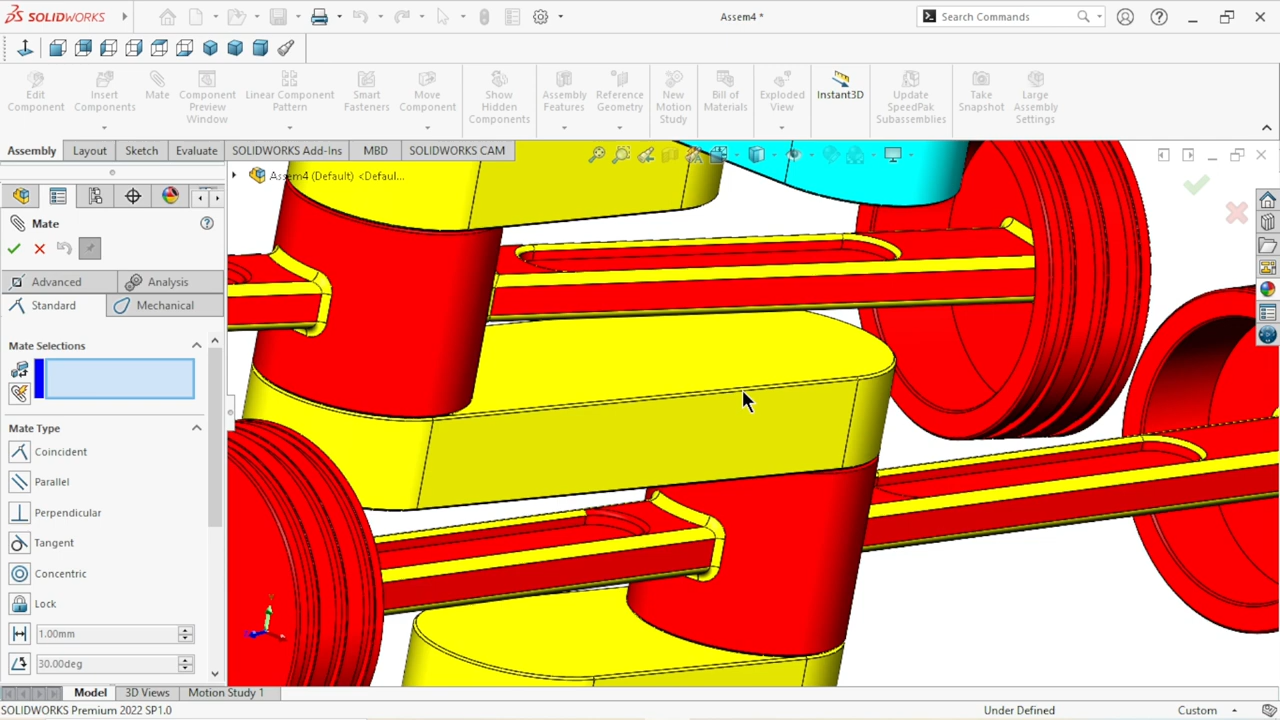 SOLIDWORKS
Assem4 *
Search Commands
Edit Component
Insert Components
Mate
Component Preview Window
Linear Component Pattern
Smart Fasteners
Move Component
Show Hidden Components
Assembly Features
Reference Geometry
New Motion Study
Bill of Materials
Exploded View
Instant3D
Update SpeedPak Subassemblies
Take Snapshot
Large Assembly Settings
Assembly
Layout
Sketch
Evaluate
SOLIDWORKS Add-Ins
MBD
SOLIDWORKS CAM
Assem4 (Default) <Defaul...
Mate
Advanced
Analysis
Standard
Mechanical
Mate Selections
Mate Type
Coincident
Parallel
Perpendicular
Tangent
Concentric
Lock
1.00mm
30.00deg
Y
Model
3D Views
Motion Study 1
SOLIDWORKS Premium 2022 SP1.0
Under Defined
Custom